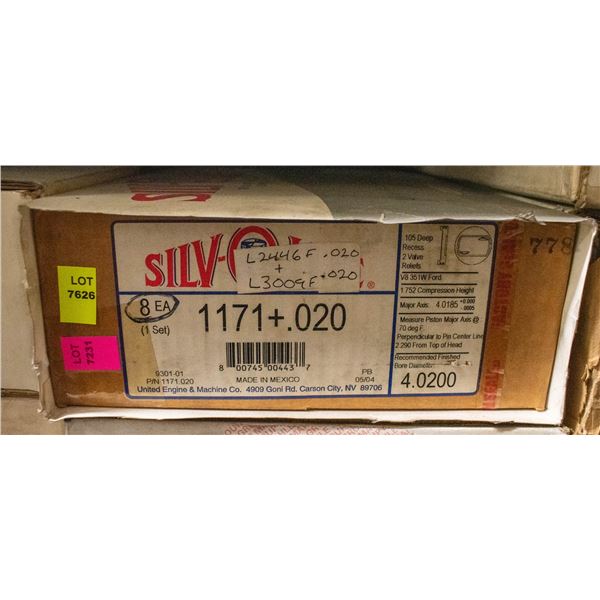 LOT
7626
LOT
7231
SILV-O
L2446F .020
+
L3009F .020
®
8 EA
(1 Set)
1171+.020
8 00745 00443 7
9301-01
P/N 1171.020
MADE IN MEXICO
PB
05/04
United Engine & Machine Co. 4909 Goni Rd. Carson City, NV 89706
.105 Deep
Recess
2 Valve
Reliefs
V8 351W Ford
1.752 Compression Height
Major Axis: 4.0185 +.0000
.0005
Measure Piston Major Axis @
70 deg F.
Perpendicular to Pin Center Line
2.290 From Top of Head
Recommended Finished
Bore Diameter
4.0200
778